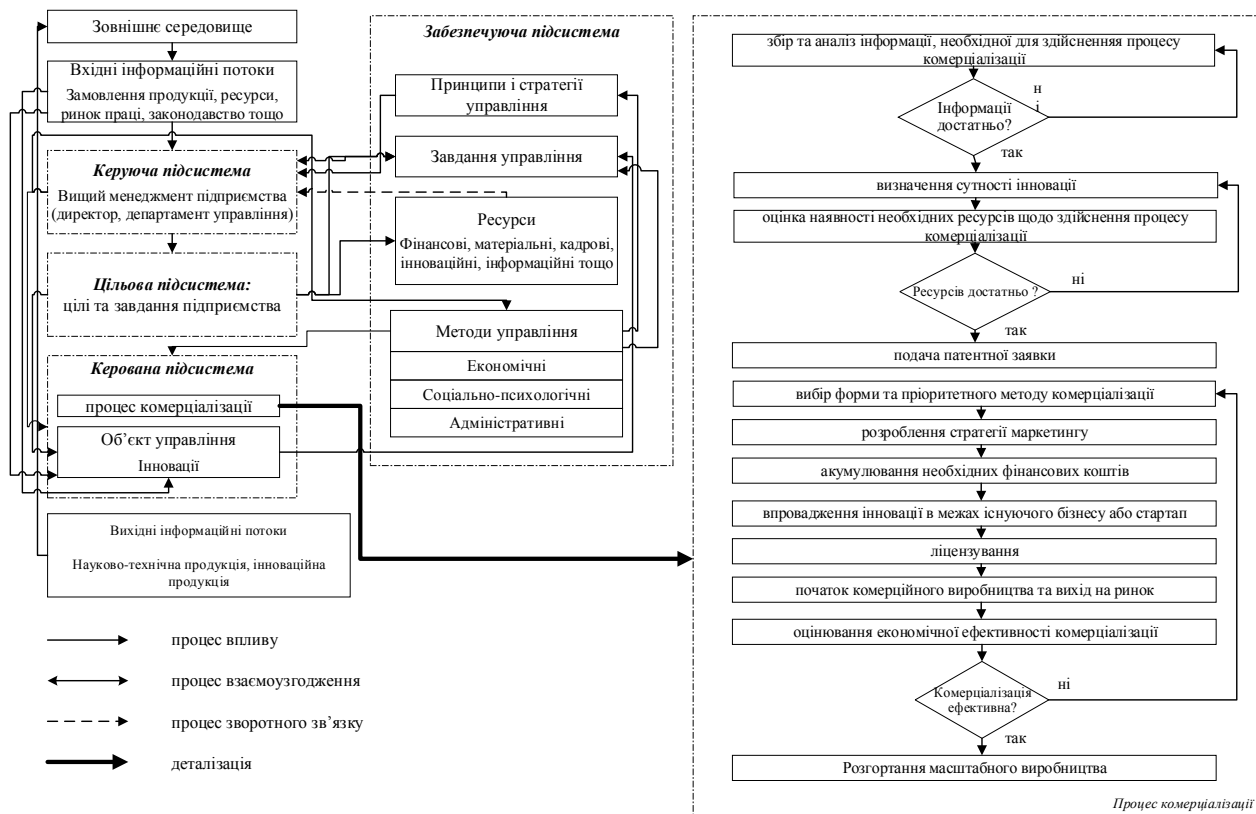 Зовнішнє середовище
Вхідні інформаційні потоки
Замовлення продукції, ресурси,
ринок праці, законодавство тощо
Керуюча підсистема
Вищий менеджмент підприємства
(директор, департамент управління)
Цільова підсистема:
цілі та завдання підприємства
Керована підсистема
процес комерціалізації
Об’єкт управління
Інновації
Вихідні інформаційні потоки
Науково-технічна продукція, інноваційна
продукція
процес впливу
процес взаємоузгодження
процес зворотного зв’язку
деталізація
Забезпечуюча підсистема
Принципи і стратегії
управління
Завдання управління
Ресурси
Фінансові, матеріальні, кадрові,
інноваційні, інформаційні тощо
Методи управління
Економічні
Соціально-психологічні
Адміністративні
збір та аналіз інформації, необхідної для здійсненняя процесу
комерціалізації
н
і
Інформації
достатньо?
так
визначення сутності інновації
оцінка наявності необхідних ресурсів щодо здійснення процесу
комерціалізації
Ресурсів достатньо ?
ні
так
подача патентної заявки
вибір форми та пріоритетного методу комерціалізації
розроблення стратегії маркетингу
акумулювання необхідних фінансових коштів
впровадження інновації в межах існуючого бізнесу або стартап
ліцензування
початок комерційного виробництва та вихід на ринок
оцінювання економічної ефективності комерціалізації
Комерціалізація
ефективна?
ні
так
Розгортання масштабного виробництва
Процес комерціалізації